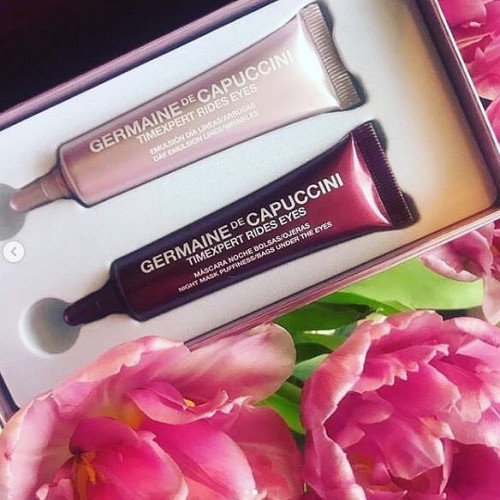 GERMAINE DE CAPUCCINI
TIMEXPERT RIDES EYES
EMULSIÓN DÍA LÍNEAS/ARRUGAS
DAY EMULSION LINES/WRINKLES
GERMAINE DE CAPUCCINI
TIMEXPERT RIDES EYES
MÁSCARA NOCHE BOLSAS/OJERAS
NIGHT MASK PUFFINESS/BAGS UNDER THE EYES